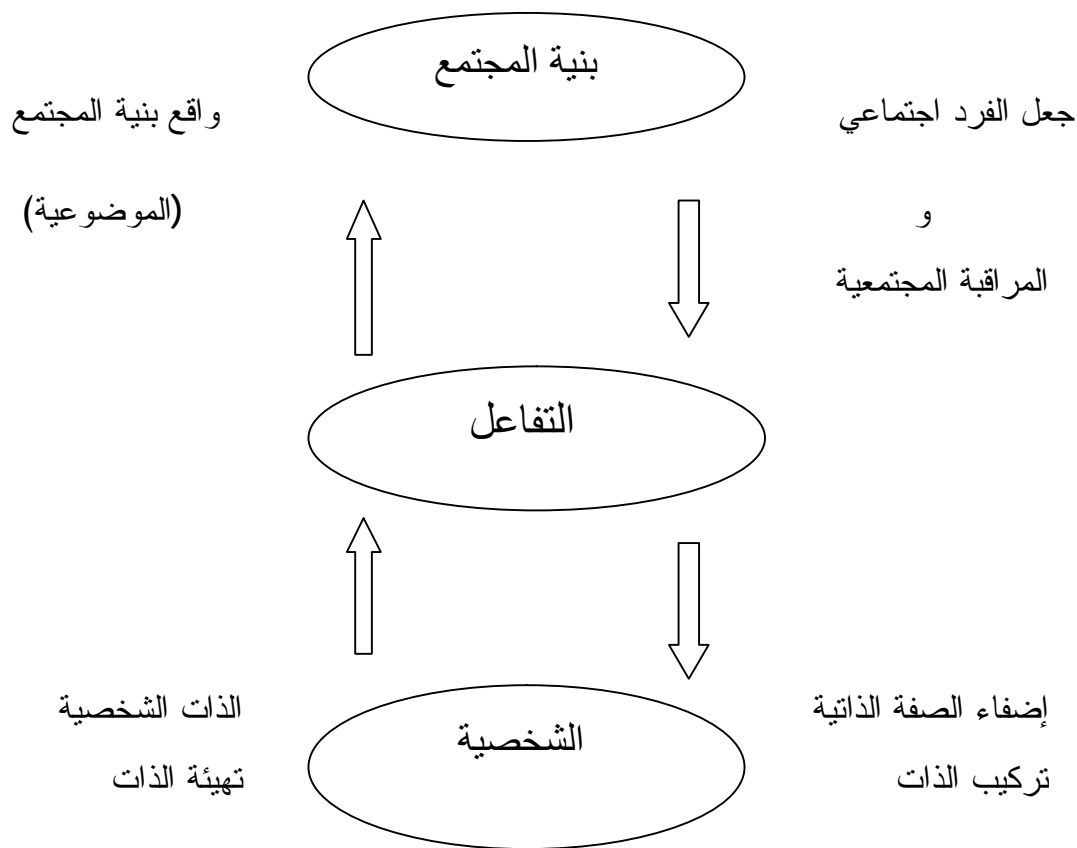 بنية المجتمع
جعل الفرد اجتماعي
واقع بنية المجتمع
و
(الموضوعية)
المراقبة المجتمعية
التفاعل
إضفاء الصفة الذاتية
الشخصية
الذات الشخصية
تركيب الذات
تهيئة الذات